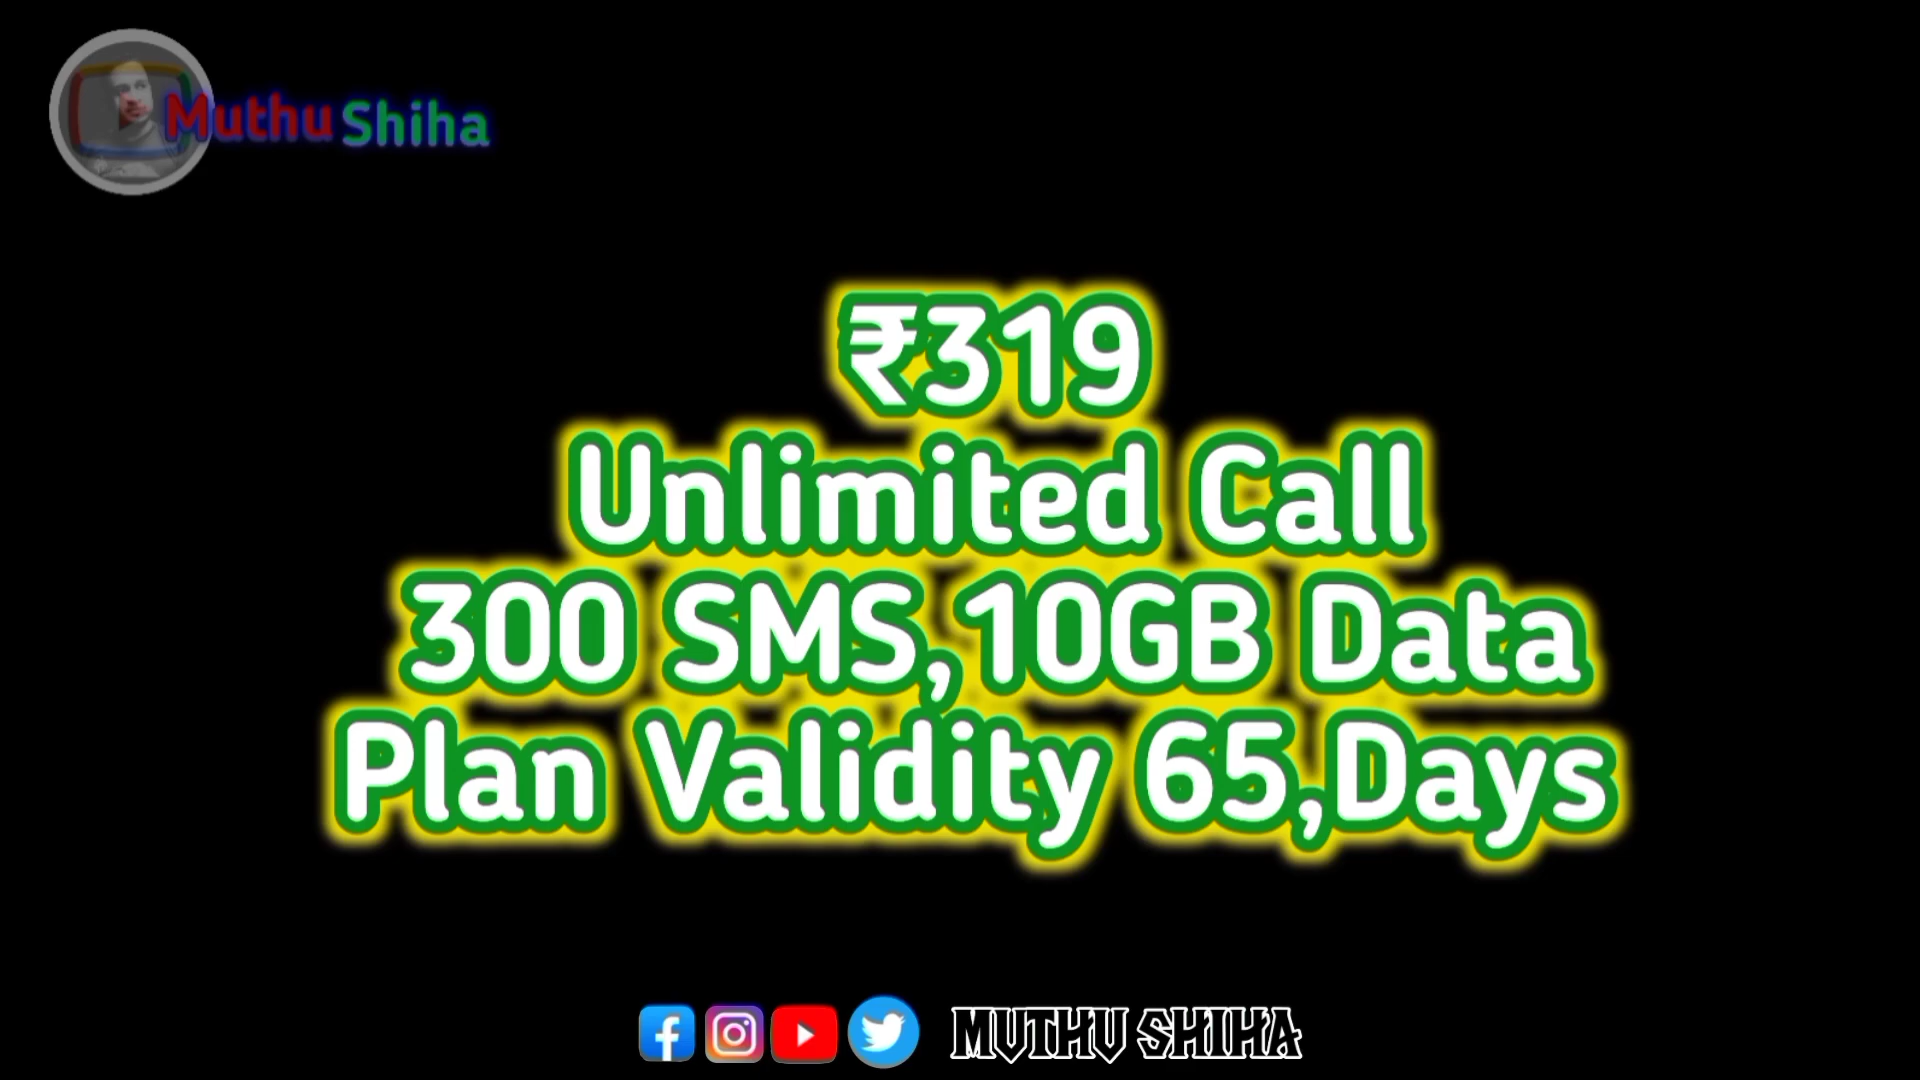 Muthu Shiha
₹319
Unlimited Call
300 SMS,10GB Data
Plan Validity 65,Days
MUTHU SHIHA